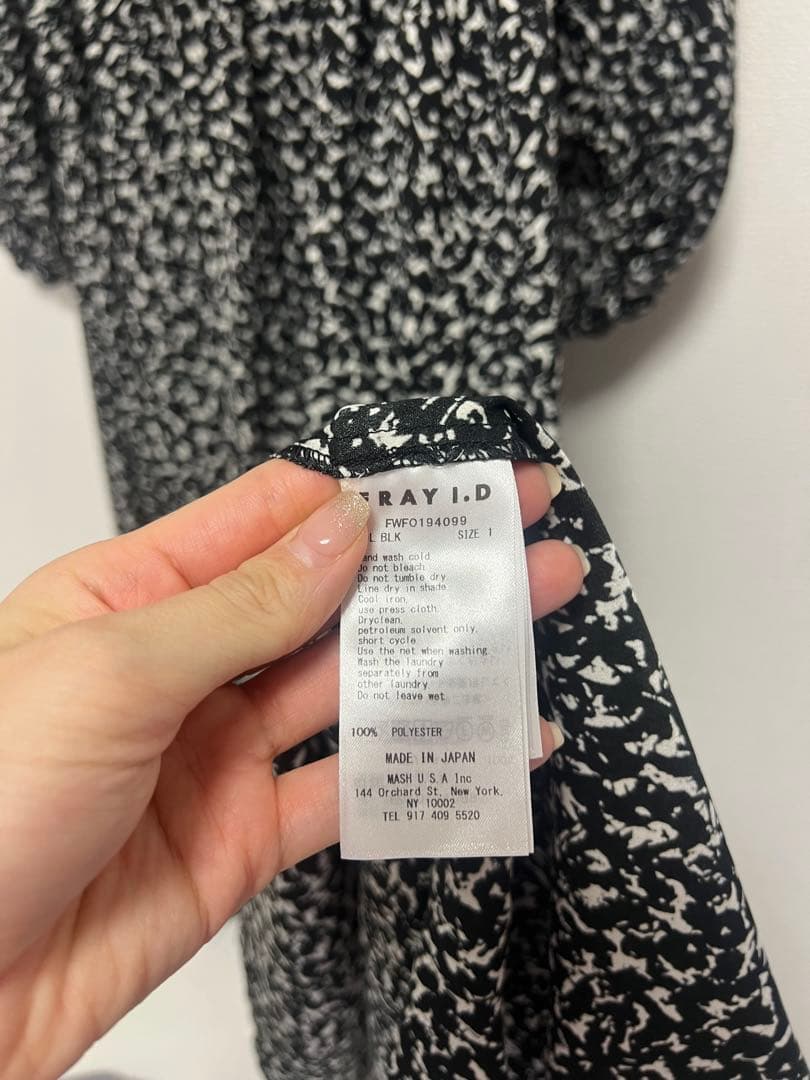 FRAY I.D
FWFO194099
L BLK SIZE 1
and wash cold
Do not bleach
Do not tumble dry
Line dry in shade
Cool iron,
use press cloth
Dryclean,
petroleum solvent only,
short cycle
Use the net when washing
Wash the laundry
separately from
other laundry
Do not leave wet
100% POLYESTER
MADE IN JAPAN
MASH U.S.A Inc
144 Orchard St, New York,
NY 10002
TEL 917 409 5520